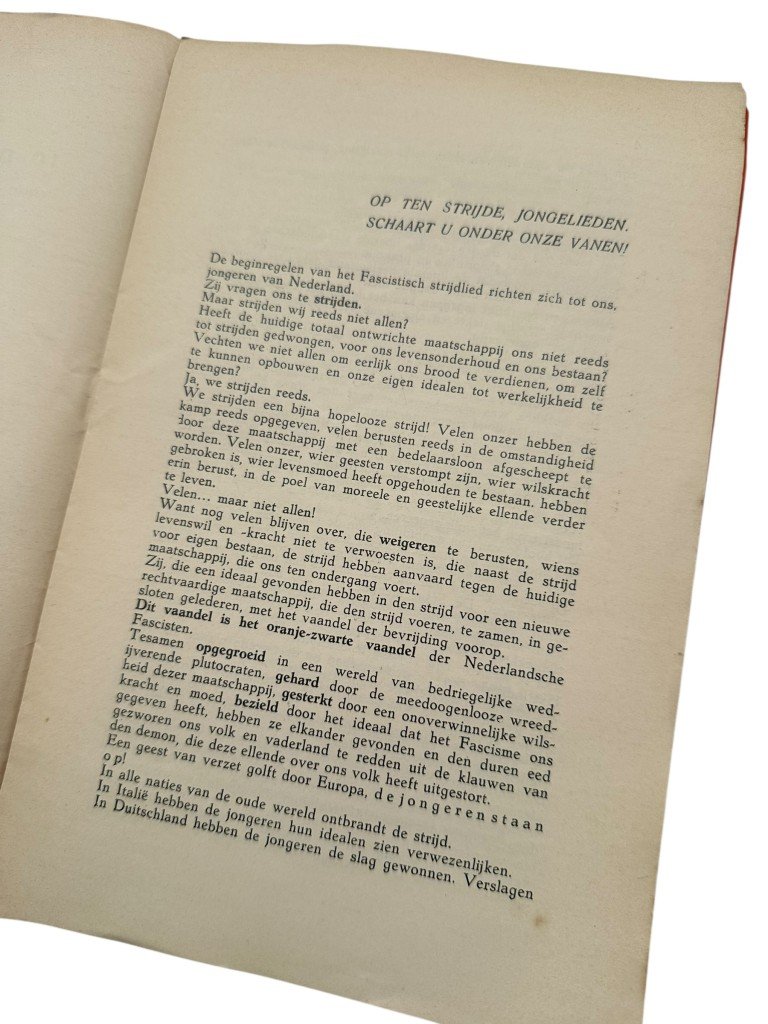 OP TEN STRIJDE, JONGELIEDEN.
SCHAART U ONDER ONZE VANEN!
De beginregelen van het Fascistisch strijdlied richten zich tot ons,
jongeren van Nederland.
Zij vragen ons te strijden.
Maar strijden wij reeds niet allen?
Heeft de huidige totaal ontwrichte maatschappij ons niet reeds
tot strijden gedwongen, voor ons levensonderhoud en ons bestaan?
Vechten we niet allen om eerlijk ons brood te verdienen, om zelf
te kunnen opbouwen en onze eigen idealen tot werkelijkheid te
brengen?
Ja, we strijden reeds.
We strijden een bijna hopelooze strijd! Velen onzer hebben de
kamp reeds opgegeven, velen berusten reeds in de omstandigheid
door deze maatschappij met een bedelaarsloon afgescheept te
worden. Velen onzer, wier geesten verstompt zijn, wier wilskracht
gebroken is, wier levensmoed heeft opgehouden te bestaan, hebben
erin berust, in de poel van moreele en geestelijke ellende verder
te leven.
Velen... maar niet allen!
Want nog velen blijven over, die weigeren te berusten, wiens
levenswil en -kracht niet te verwoesten is, die naast de strijd
voor eigen bestaan, de strijd hebben aanvaard tegen de huidige
maatschappij, die ons ten ondergang voert.
Zij, die een ideaal gevonden hebben in den strijd voor een nieuwe
rechtvaardige maatschappij, die den strijd voeren, te zamen, in ge-
sloten gelederen, met het vaandel der bevrijding voorop.
Dit vaandel is het oranje-zwarte vaandel der Nederlandsche
Fascisten.
Tesamen opgegroeid in een wereld van bedriegelijke wed-
ijverende plutocraten, gehard door de meedoogenlooze wreed-
heid dezer maatschappij, gesterkt door een onoverwinnelijke wils-
kracht en moed, bezield door het ideaal dat het Fascisme ons
gegeven heeft, hebben ze elkander gevonden en den duren eed
gezworen ons volk en vaderland te redden uit de klauwen van
den demon, die deze ellende over ons volk heeft uitgestort.
Een geest van verzet golft door Europa, de jongeren staan
op!
In alle naties van de oude wereld ontbrandt de strijd.
In Italië hebben de jongeren hun idealen zien verwezenlijken.
In Duitschland hebben de jongeren de slag gewonnen. Verslagen